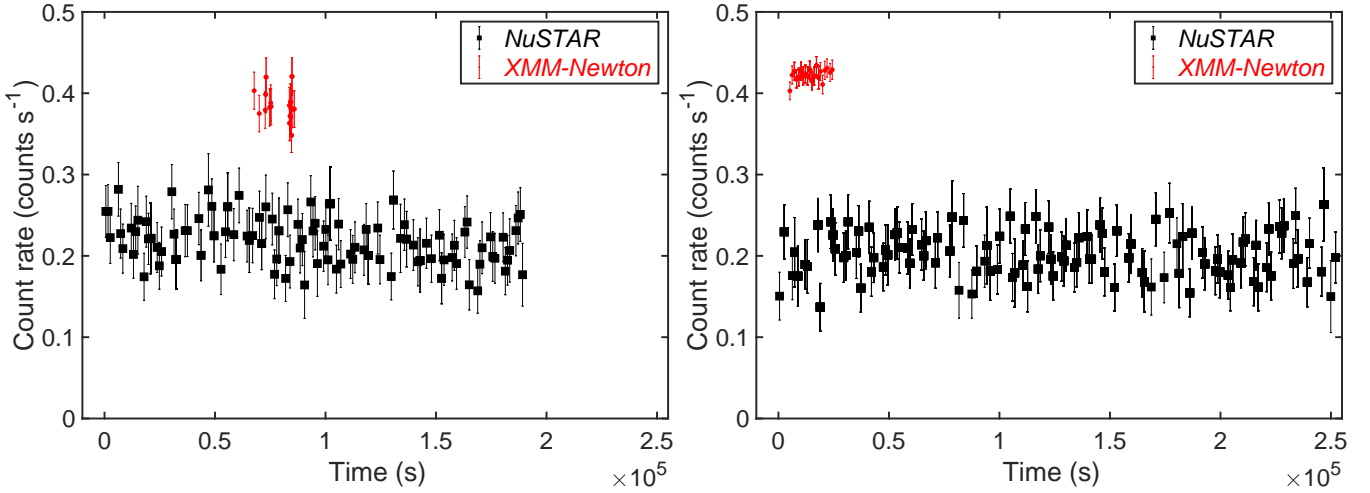 0.5
0.4
0.3
0.2
0.1
0
Count rate (counts s⁻¹)
NuSTAR
XMM-Newton
0 0.5 1 1.5 2 2.5
Time (s)
×10⁵
0.5
0.4
0.3
0.2
0.1
0
Count rate (counts s⁻¹)
NuSTAR
XMM-Newton
0 0.5 1 1.5 2 2.5
Time (s)
×10⁵